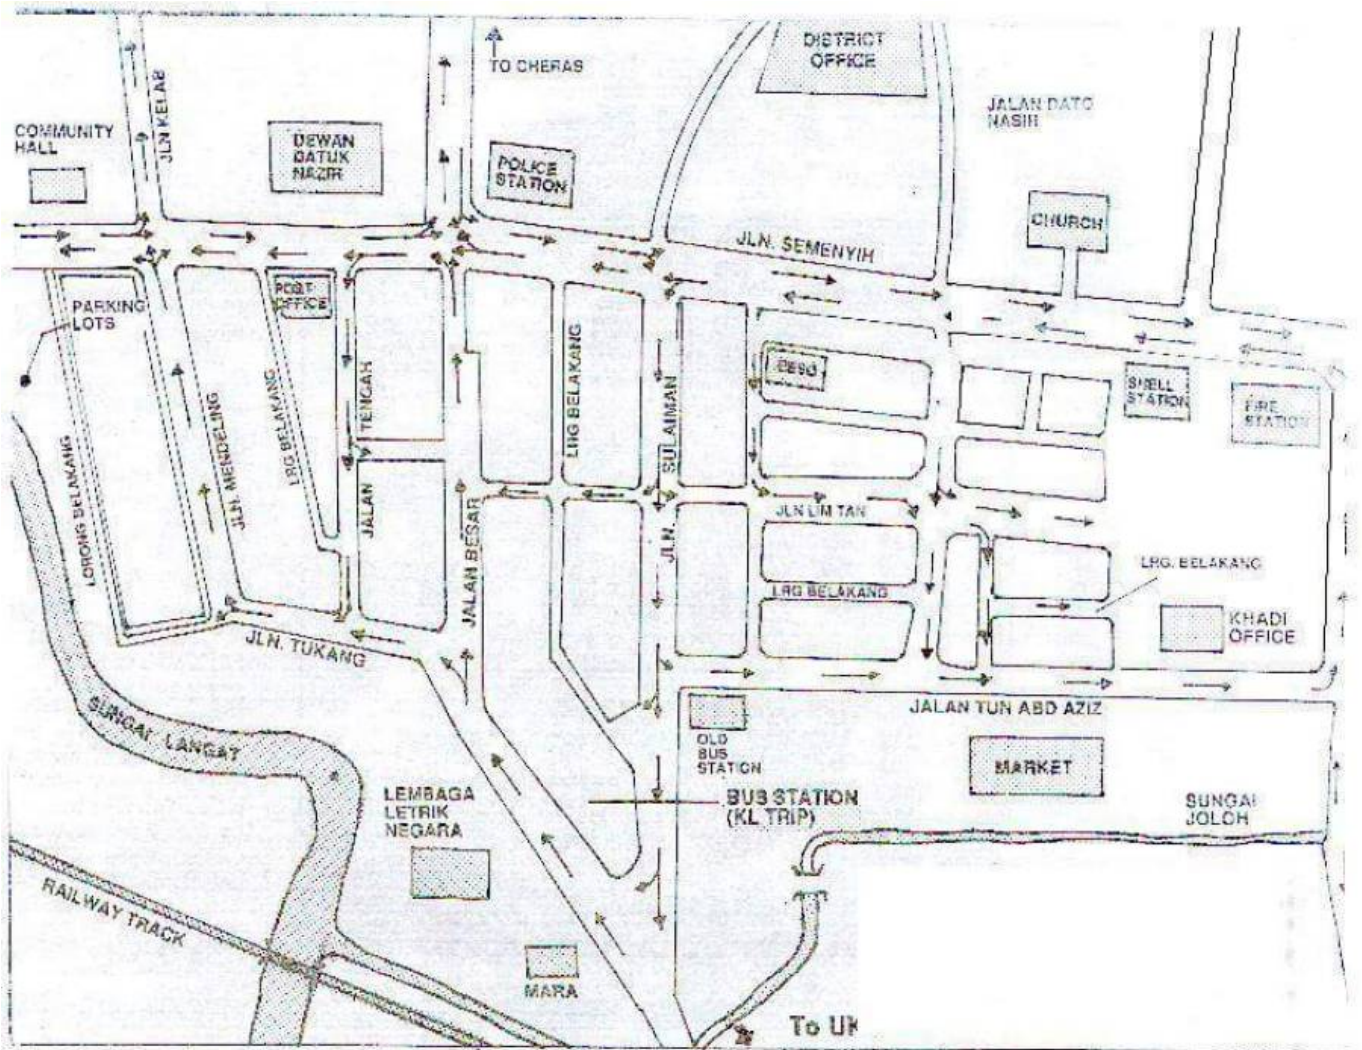 DISTRICT
OFFICE
TO CHERAS
JLN KELAB
COMMUNITY
HALL
DEWAN
DATUK
NAZIR
POLICE
STATION
JALAN DATO
NASIR
CHURCH
JLN. SEMENYIH
PARKING
LOTS
POST
OFFICE
LRG BELAKANG
TENGAH
JALAN
LRG BELAKANG
SULAIMAN
JLN.
SHELL
STATION
FIRE
STATION
LORONG BELAKANG
JLN. MENDELING
JALAN BESAR
JLN LIM TAN
LRG BELAKANG
LRG. BELAKANG
KHADI
OFFICE
JLN. TUKANG
SUNGAI LANGAT
JALAN TUN ABD AZIZ
OLD
BUS
STATION
MARKET
LEMBAGA
LETRIK
NEGARA
BUS STATION
(KL TRIP)
SUNGAI
JOLOH
RAILWAY TRACK
MARA
To